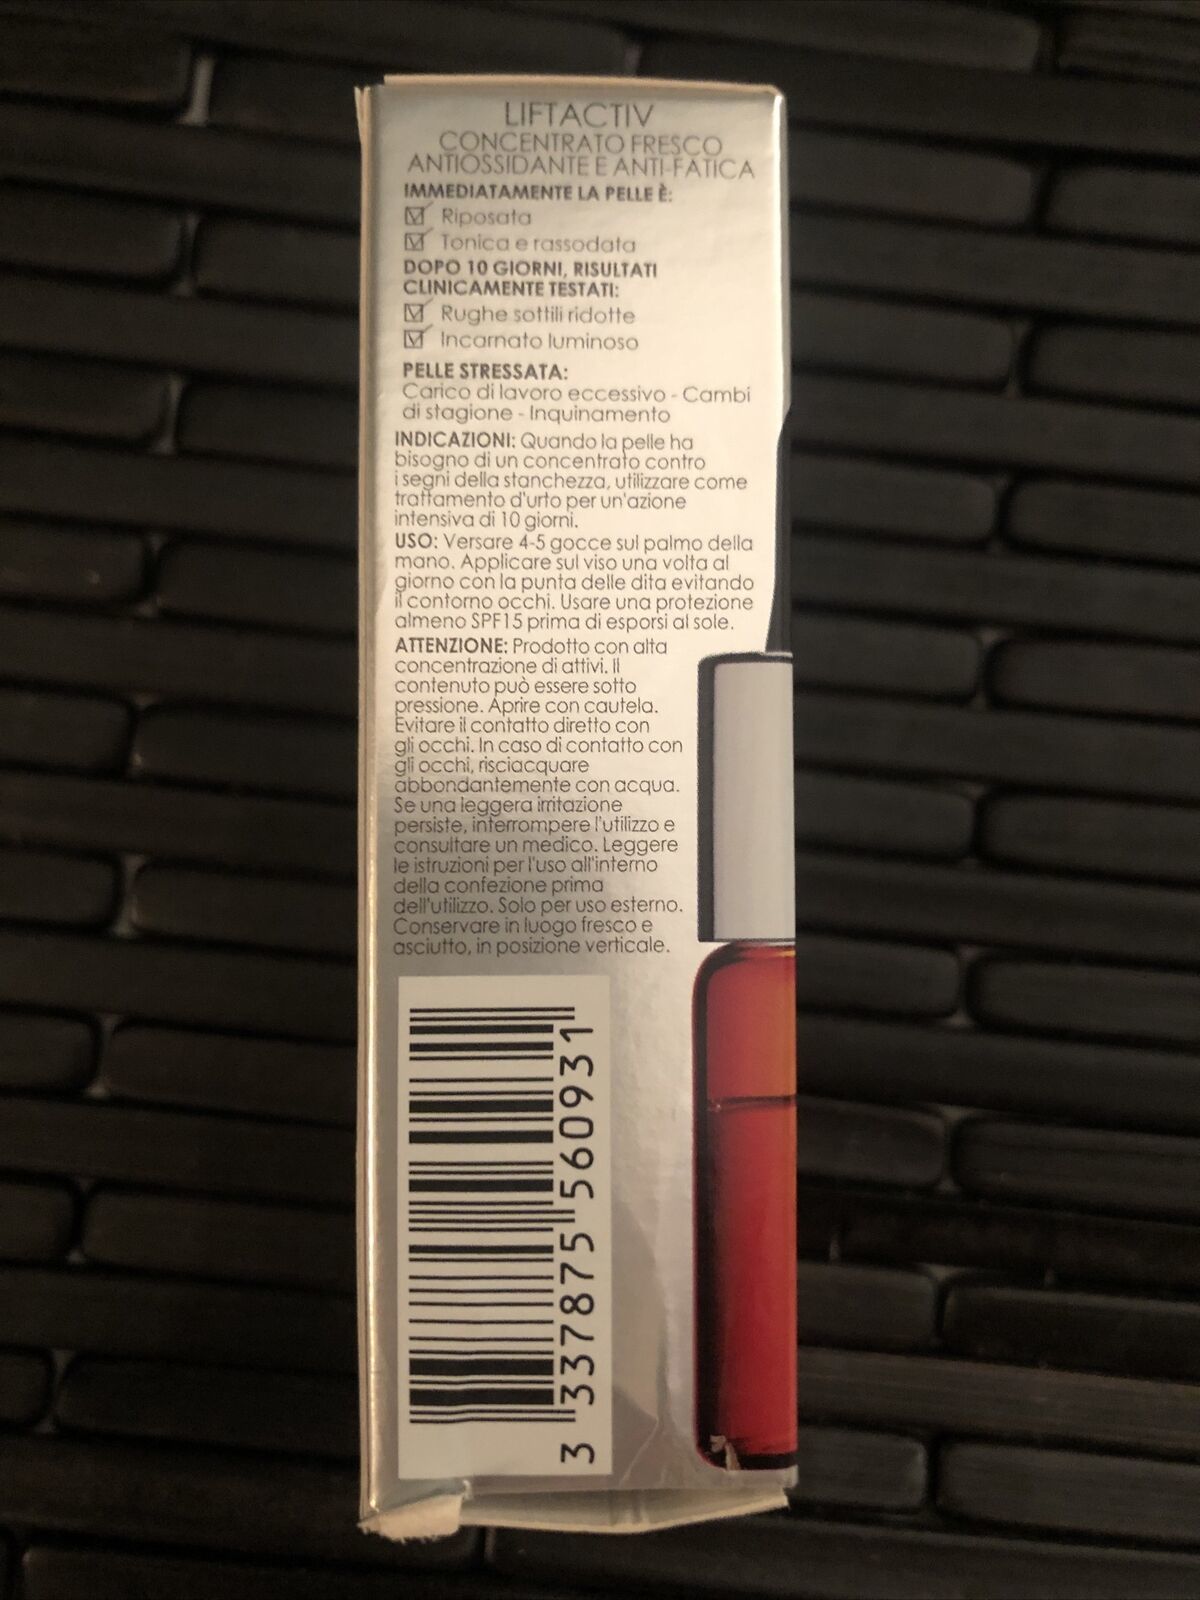 LIFTACTIV
CONCENTRATO FRESCO
ANTIOSSIDANTE E ANTI-FATICA
IMMEDIATAMENTE LA PELLE È:
Riposata
Tonica e rassodata
DOPO 10 GIORNI, RISULTATI
CLINICAMENTE TESTATI:
Rughe sottili ridotte
Incarnato luminoso
PELLE STRESSATA:
Carico di lavoro eccessivo - Cambi
di stagione - Inquinamento
INDICAZIONI: Quando la pelle ha
bisogno di un concentrato contro
i segni della stanchezza, utilizzare come
trattamento d'urto per un'azione
intensiva di 10 giorni.
USO: Versare 4-5 gocce sul palmo della
mano. Applicare sul viso una volta al
giorno con la punta delle dita evitando
il contorno occhi. Usare una protezione
almeno SPF15 prima di esporsi al sole.
ATTENZIONE: Prodotto con alta
concentrazione di attivi. Il
contenuto può essere sotto
pressione. Aprire con cautela.
Evitare il contatto diretto con
gli occhi. In caso di contatto con
gli occhi, risciacquare
abbondantemente con acqua.
Se una leggera irritazione
persiste, interrompere l'utilizzo e
consultare un medico. Leggere
le istruzioni per l'uso all'interno
della confezione prima
dell'utilizzo. Solo per uso esterno.
Conservare in luogo fresco e
asciutto, in posizione verticale.
3 337875 560931